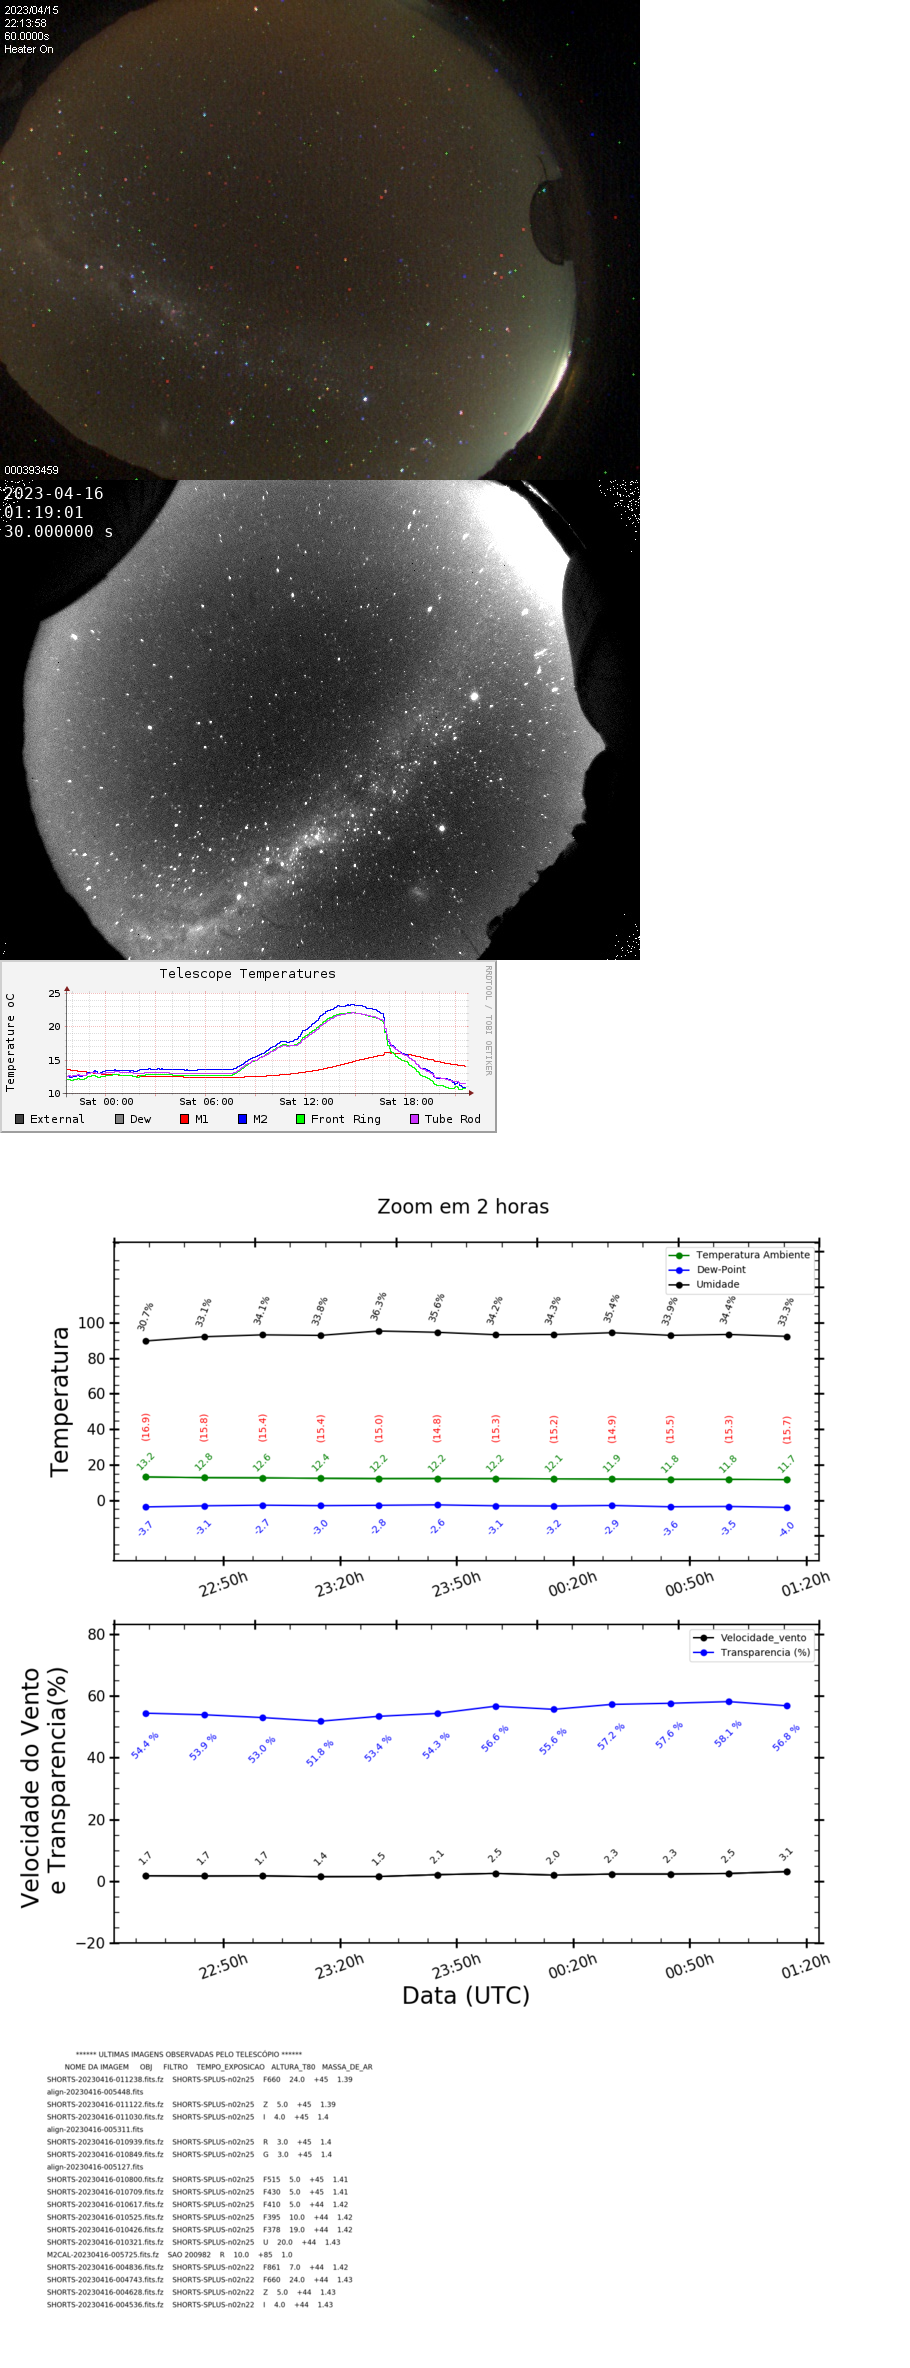 2023/04/15
22:13:58
60.0000s
Heater On
000393459
2023-04-16
01:19:01
30.000000 s
Telescope Temperatures
RRDTOOL / TOBI OETIKER
Temperature oC
25
20
15
10
Sat 00:00 Sat 06:00 Sat 12:00 Sat 18:00
External Dew M1 M2 Front Ring Tube Rod
Zoom em 2 horas
Temperatura Ambiente
Dew-Point
Umidade
Temperatura
100
80
60
40
20
0
30.7% 33.1% 34.1% 33.8% 36.3% 35.6% 34.2% 34.3% 35.4% 33.9% 34.4% 33.3%
(16.9) (15.8) (15.4) (15.4) (15.0) (14.8) (15.3) (15.2) (14.9) (15.5) (15.3) (15.7)
13.2 12.8 12.6 12.4 12.2 12.2 12.2 12.1 11.9 11.8 11.8 11.7
-3.7 -3.1 -2.7 -3.0 -2.8 -2.6 -3.1 -3.2 -2.9 -3.6 -3.5 -4.0
22:50h 23:20h 23:50h 00:20h 00:50h 01:20h
Velocidade_vento
Transparencia (%)
Velocidade do Vento
e Transparencia(%)
80
60
40
20
0
−20
54.4 % 53.9 % 53.0 % 51.8 % 53.4 % 54.3 % 56.6 % 55.6 % 57.2 % 57.6 % 58.1 % 56.8 %
1.7 1.7 1.7 1.4 1.5 2.1 2.5 2.0 2.3 2.3 2.5 3.1
22:50h 23:20h 23:50h 00:20h 00:50h 01:20h
Data (UTC)
****** ULTIMAS IMAGENS OBSERVADAS PELO TELESCÓPIO ******
NOME DA IMAGEM OBJ FILTRO TEMPO_EXPOSICAO ALTURA_T80 MASSA_DE_AR
SHORTS-20230416-011238.fits.fz SHORTS-SPLUS-n02n25 F660 24.0 +45 1.39
align-20230416-005448.fits
SHORTS-20230416-011122.fits.fz SHORTS-SPLUS-n02n25 Z 5.0 +45 1.39
SHORTS-20230416-011030.fits.fz SHORTS-SPLUS-n02n25 I 4.0 +45 1.4
align-20230416-005311.fits
SHORTS-20230416-010939.fits.fz SHORTS-SPLUS-n02n25 R 3.0 +45 1.4
SHORTS-20230416-010849.fits.fz SHORTS-SPLUS-n02n25 G 3.0 +45 1.4
align-20230416-005127.fits
SHORTS-20230416-010800.fits.fz SHORTS-SPLUS-n02n25 F515 5.0 +45 1.41
SHORTS-20230416-010709.fits.fz SHORTS-SPLUS-n02n25 F430 5.0 +45 1.41
SHORTS-20230416-010617.fits.fz SHORTS-SPLUS-n02n25 F410 5.0 +44 1.42
SHORTS-20230416-010525.fits.fz SHORTS-SPLUS-n02n25 F395 10.0 +44 1.42
SHORTS-20230416-010426.fits.fz SHORTS-SPLUS-n02n25 F378 19.0 +44 1.42
SHORTS-20230416-010321.fits.fz SHORTS-SPLUS-n02n25 U 20.0 +44 1.43
M2CAL-20230416-005725.fits.fz SAO 200982 R 10.0 +85 1.0
SHORTS-20230416-004836.fits.fz SHORTS-SPLUS-n02n22 F861 7.0 +44 1.42
SHORTS-20230416-004743.fits.fz SHORTS-SPLUS-n02n22 F660 24.0 +44 1.43
SHORTS-20230416-004628.fits.fz SHORTS-SPLUS-n02n22 Z 5.0 +44 1.43
SHORTS-20230416-004536.fits.fz SHORTS-SPLUS-n02n22 I 4.0 +44 1.43